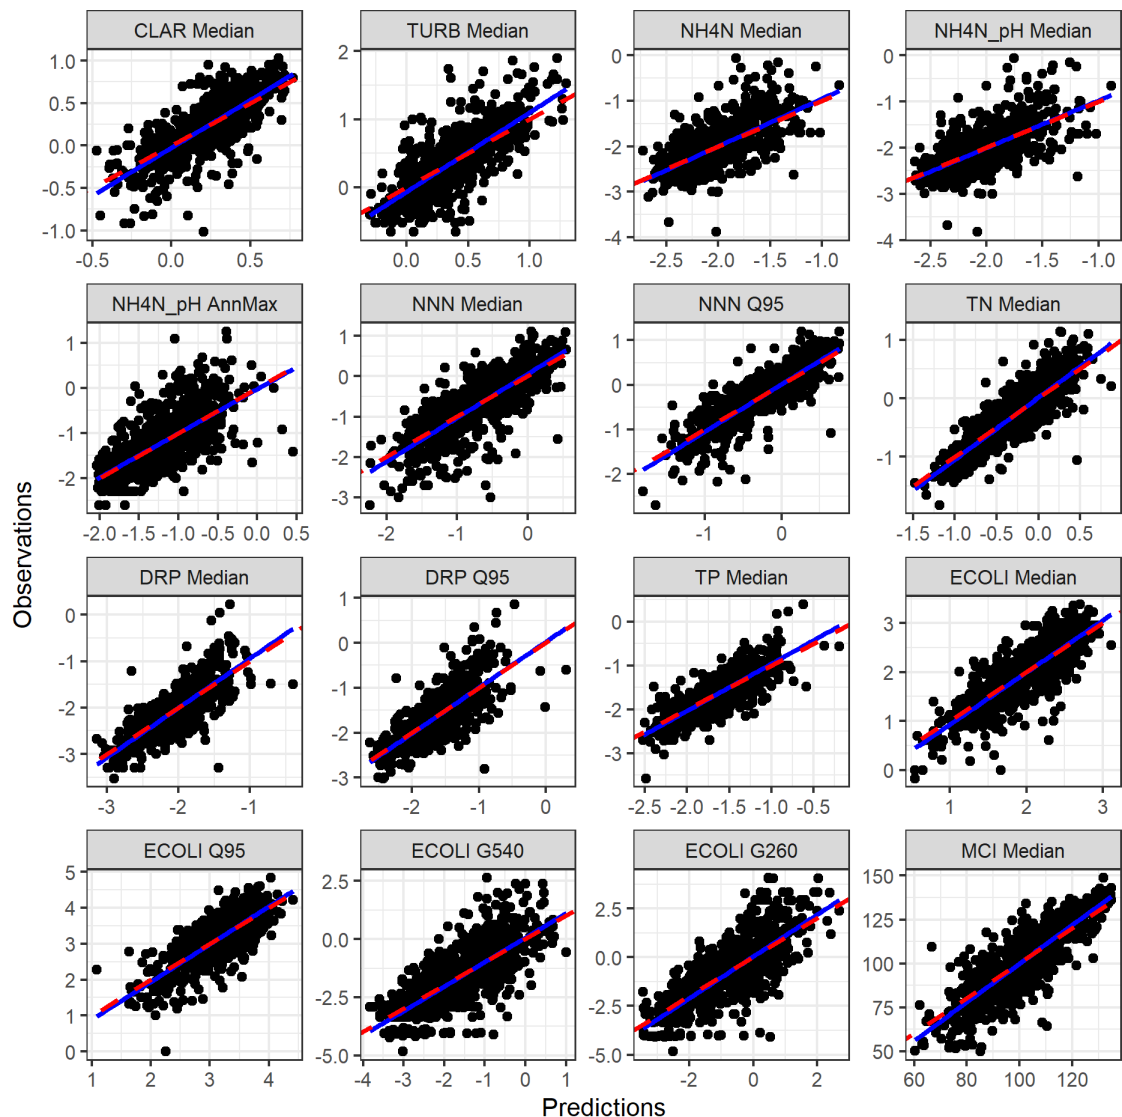 CLAR Median
TURB Median
NH4N Median
NH4N_pH Median
1.0
0.5
0.0
-0.5
-1.0
-0.5 0.0 0.5
2
1
0
0.0 0.5 1.0
0
-1
-2
-3
-4
-2.5 -2.0 -1.5 -1.0
0
-1
-2
-3
-4
-2.5 -2.0 -1.5 -1.0
NH4N_pH AnnMax
NNN Median
NNN Q95
TN Median
1
0
-1
-2
-2.0 -1.5 -1.0 -0.5 0.0 0.5
1
0
-1
-2
-3
-2 -1 0
1
0
-1
-2
-1 0
1
0
-1
-1.5 -1.0 -0.5 0.0 0.5
Observations
DRP Median
DRP Q95
TP Median
ECOLI Median
0
-1
-2
-3
-3 -2 -1
1
0
-1
-2
-3
-2 -1 0
0
-1
-2
-3
-2.5 -2.0 -1.5 -1.0 -0.5
3
2
1
0
1 2 3
ECOLI Q95
ECOLI G540
ECOLI G260
MCI Median
5
4
3
2
1
0
1 2 3 4
2.5
0.0
-2.5
-5.0
-4 -3 -2 -1 0 1
2.5
0.0
-2.5
-5.0
-2 0 2
150
125
100
75
50
60 80 100 120
Predictions